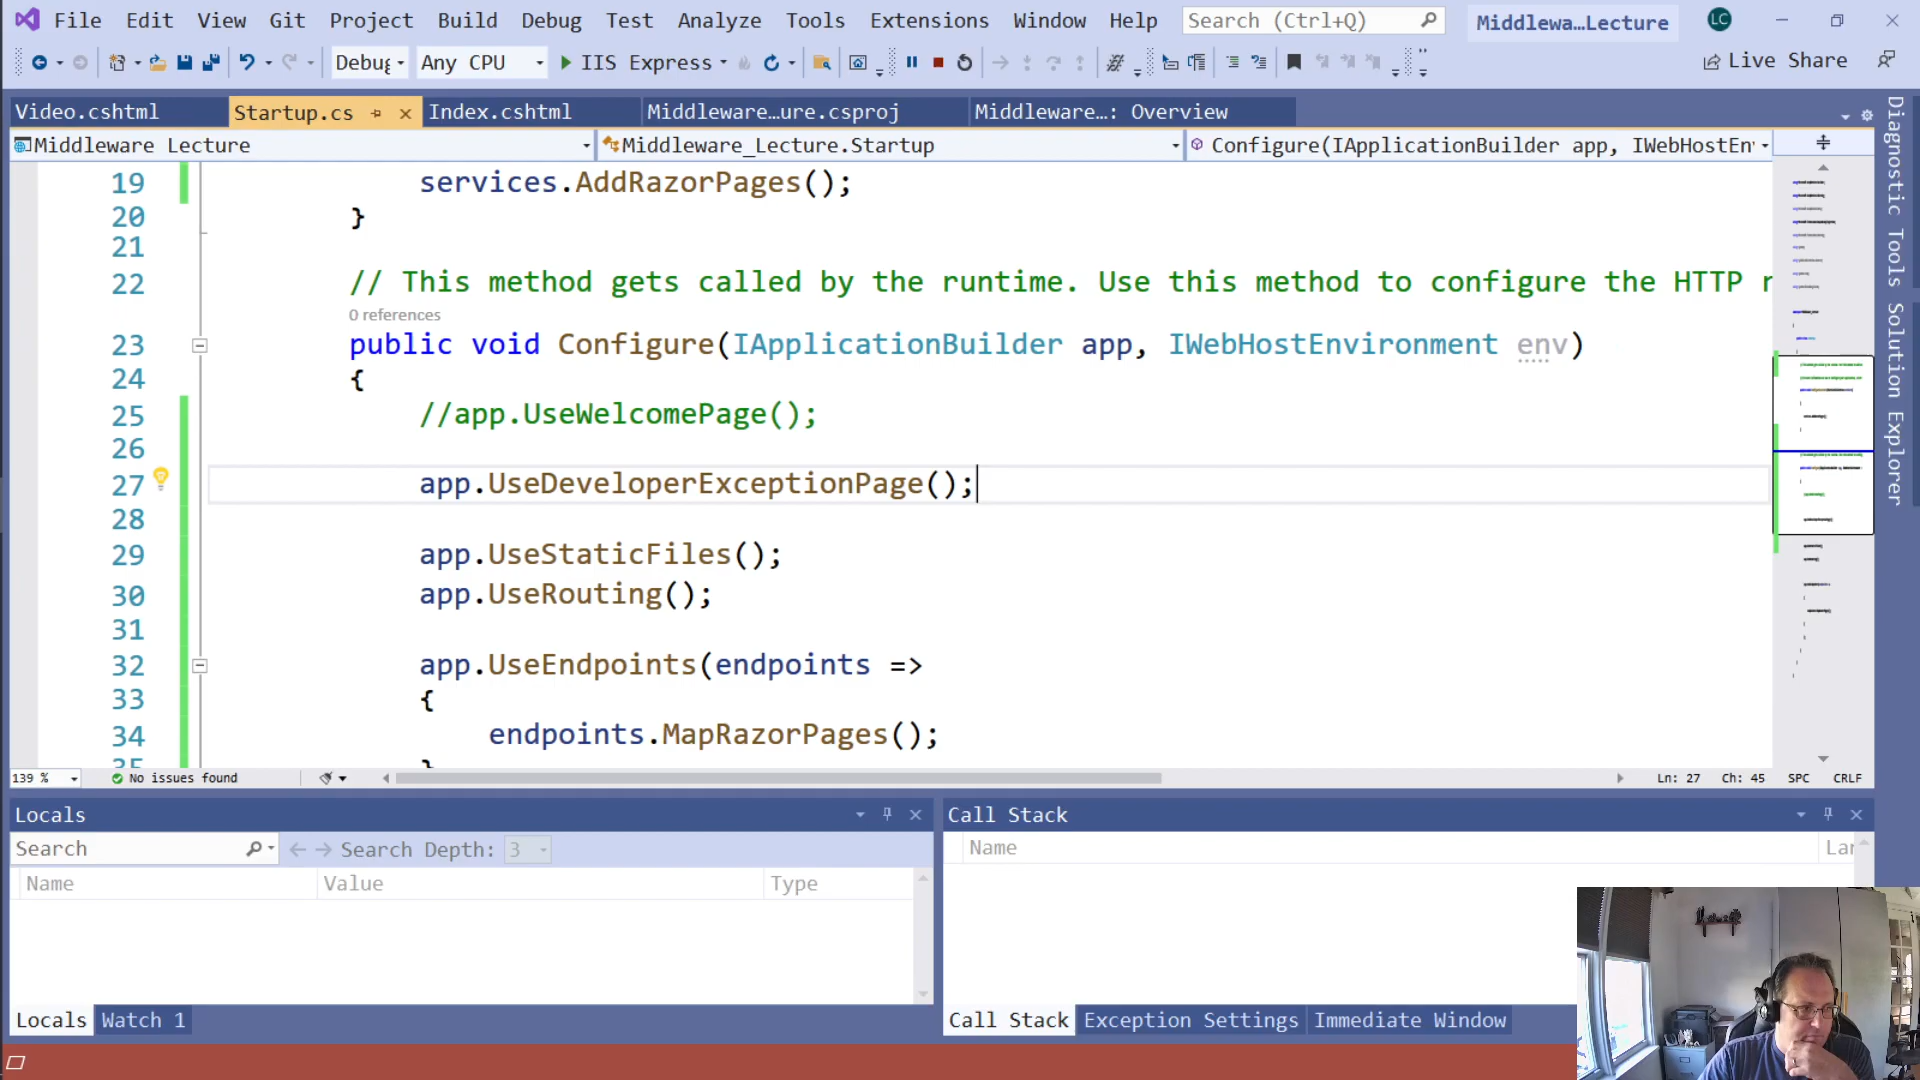 File Edit View Git Project Build Debug Test Analyze Tools Extensions Window Help Search (Ctrl+Q) Middlewa...Lecture LC
Debug Any CPU IIS Express Live Share
Video.cshtml Startup.cs Index.cshtml Middleware...ure.csproj Middleware...: Overview
Middleware Lecture Middleware_Lecture.Startup Configure(IApplicationBuilder app, IWebHostEnv
19 services.AddRazorPages();
20 }
21
22 // This method gets called by the runtime. Use this method to configure the HTTP r
0 references
23 public void Configure(IApplicationBuilder app, IWebHostEnvironment env)
24 {
25 //app.UseWelcomePage();
26
27 app.UseDeveloperExceptionPage();
28
29 app.UseStaticFiles();
30 app.UseRouting();
31
32 app.UseEndpoints(endpoints =>
33 {
34 endpoints.MapRazorPages();
35 }
139 % No issues found Ln: 27 Ch: 45 SPC CRLF
Diagnostic Tools
Solution Explorer
Locals
Search Search Depth: 3
Name Value Type
Locals Watch 1
Call Stack
Name Lar
Call Stack Exception Settings Immediate Window